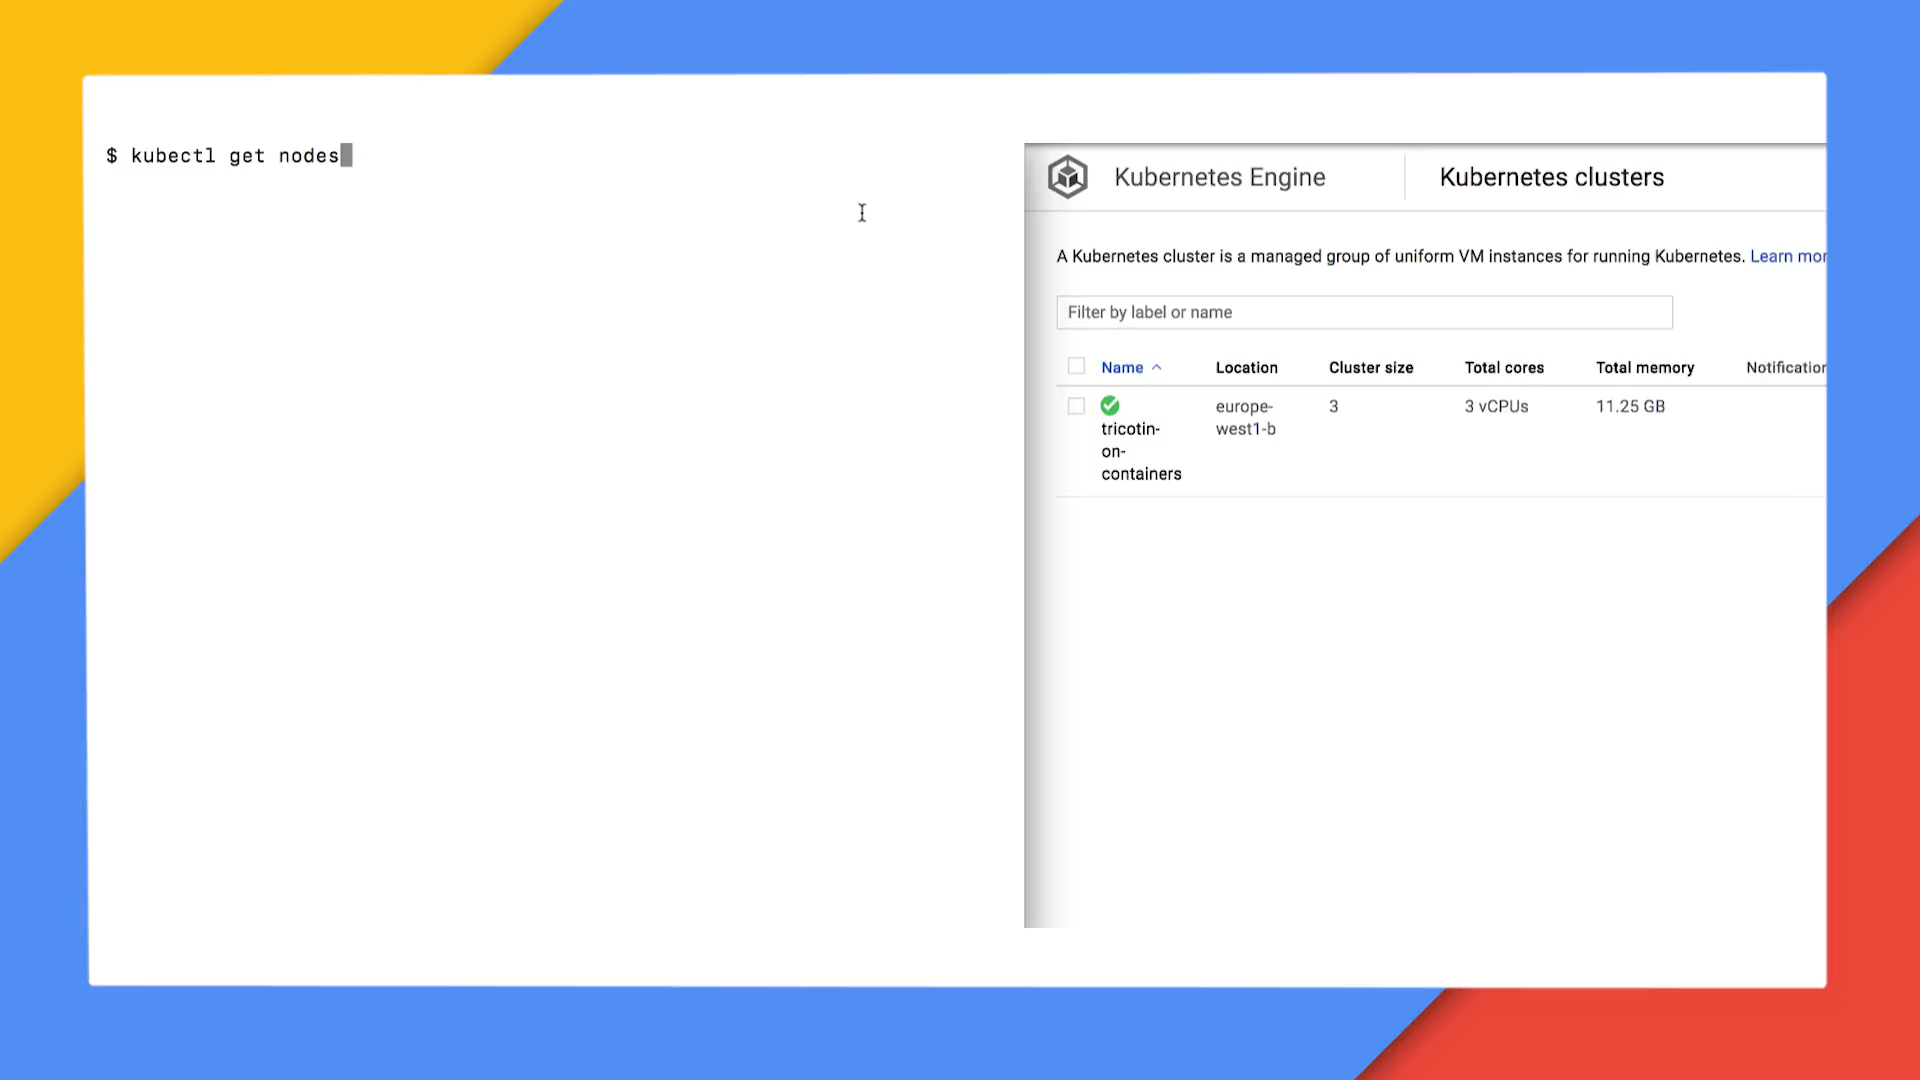 $ kubectl get nodes
Kubernetes Engine
Kubernetes clusters
A Kubernetes cluster is a managed group of uniform VM instances for running Kubernetes. Learn mor
Filter by label or name
Name Location Cluster size Total cores Total memory Notification
europe- 3 3 vCPUs 11.25 GB
tricotin- west1-b
on-
containers